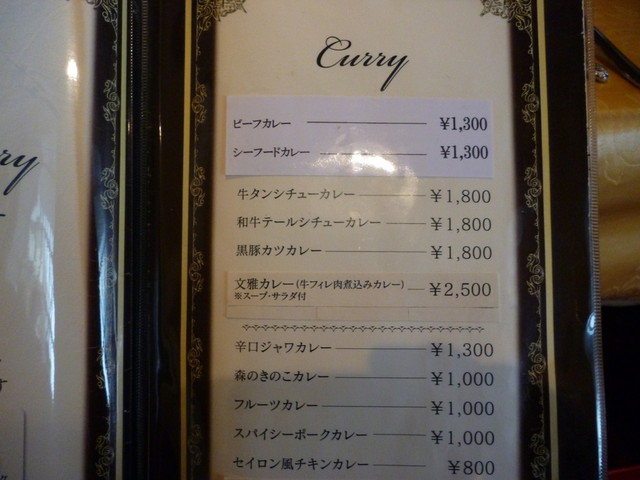 Curry
ビーフカレー ¥1,300
シーフードカレー ¥1,300
牛タンシチューカレー ¥1,800
和牛テールシチューカレー ¥1,800
黒豚カツカレー ¥1,800
文雅カレー(牛フィレ肉煮込みカレー) ¥2,500
※スープ・サラダ付
辛口ジャワカレー ¥1,300
森のきのこカレー ¥1,000
フルーツカレー ¥1,000
スパイシーポークカレー ¥1,000
セイロン風チキンカレー ¥800